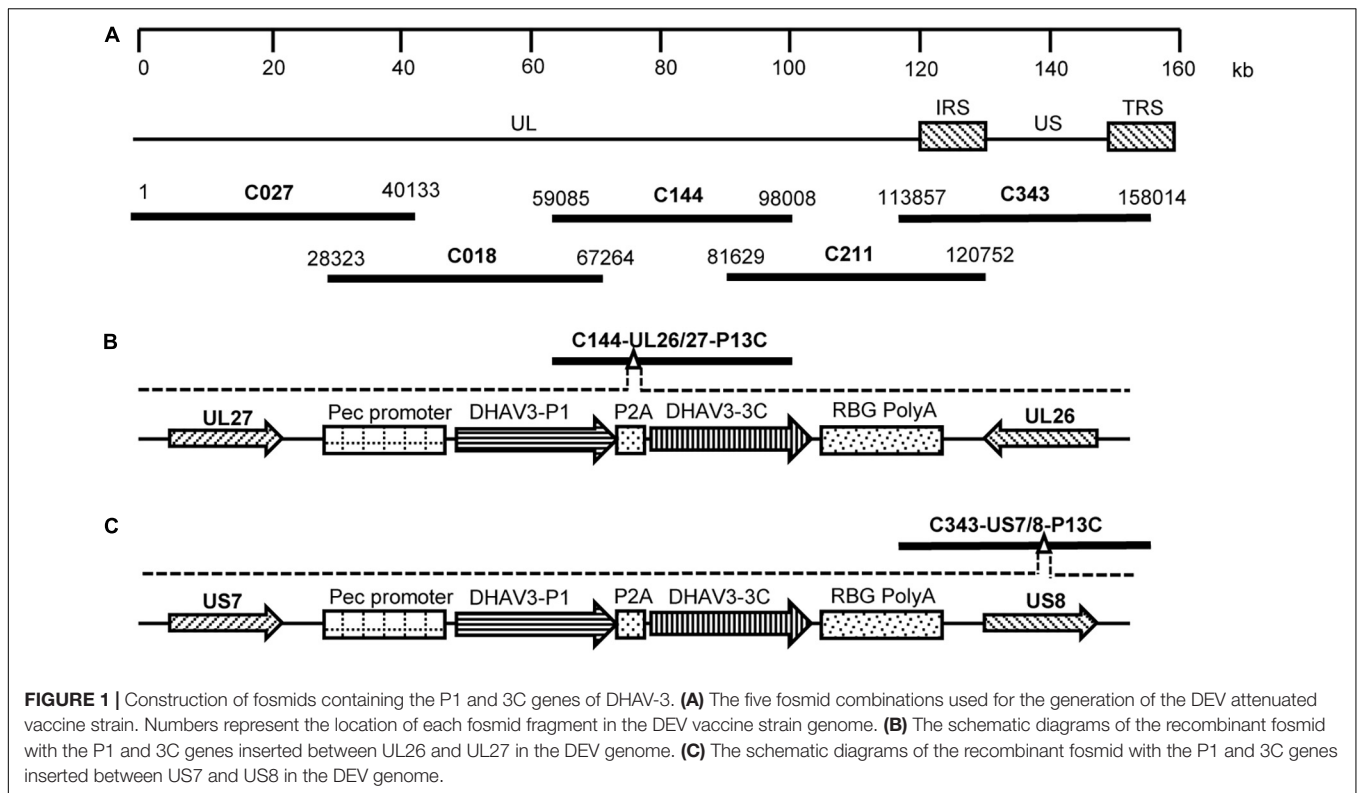 A
0 20 40 60 80 100 120 140 160 kb
IRS TRS
UL US
1 C027 40133 59085 C144 98008 113857 C343 158014
28323 C018 67264 81629 C211 120752
B
C144-UL26/27-P13C
UL27 Pec promoter DHAV3-P1 P2A DHAV3-3C RBG PolyA UL26
C
C343-US7/8-P13C
US7 Pec promoter DHAV3-P1 P2A DHAV3-3C RBG PolyA US8
FIGURE 1 | Construction of fosmids containing the P1 and 3C genes of DHAV-3. (A) The five fosmid combinations used for the generation of the DEV attenuated
vaccine strain. Numbers represent the location of each fosmid fragment in the DEV vaccine strain genome. (B) The schematic diagrams of the recombinant fosmid
with the P1 and 3C genes inserted between UL26 and UL27 in the DEV genome. (C) The schematic diagrams of the recombinant fosmid with the P1 and 3C genes
inserted between US7 and US8 in the DEV genome.